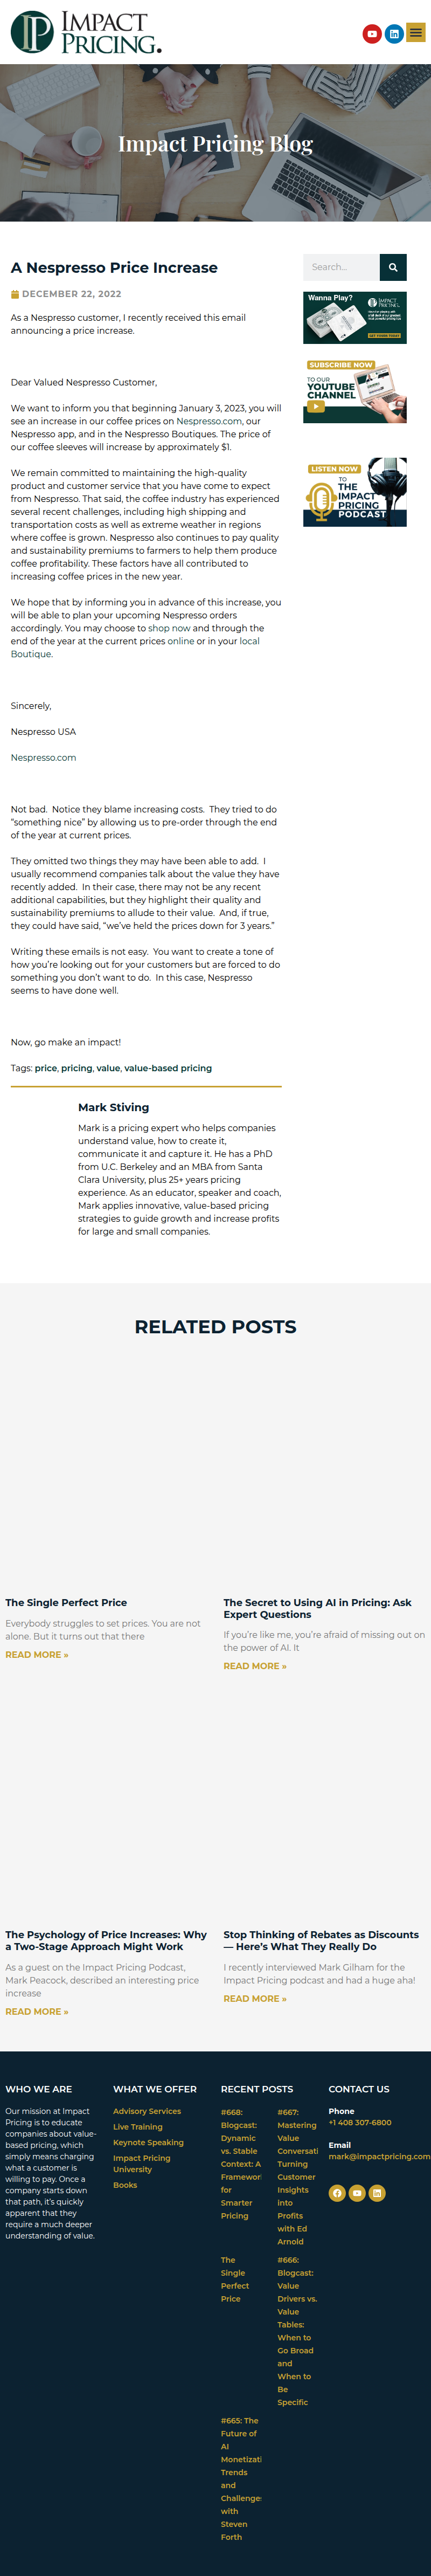 IMPACT
PRICING.
Impact Pricing Blog
A Nespresso Price Increase
DECEMBER 22, 2022
As a Nespresso customer, I recently received this email
announcing a price increase.
Dear Valued Nespresso Customer,
We want to inform you that beginning January 3, 2023, you will
see an increase in our coffee prices on Nespresso.com, our
Nespresso app, and in the Nespresso Boutiques. The price of
our coffee sleeves will increase by approximately $1.
We remain committed to maintaining the high-quality
product and customer service that you have come to expect
from Nespresso. That said, the coffee industry has experienced
several recent challenges, including high shipping and
transportation costs as well as extreme weather in regions
where coffee is grown. Nespresso also continues to pay quality
and sustainability premiums to farmers to help them produce
coffee profitability. These factors have all contributed to
increasing coffee prices in the new year.
We hope that by informing you in advance of this increase, you
will be able to plan your upcoming Nespresso orders
accordingly. You may choose to shop now and through the
end of the year at the current prices online or in your local
Boutique.
Sincerely,
Nespresso USA
Nespresso.com
Not bad.  Notice they blame increasing costs.  They tried to do
“something nice” by allowing us to pre-order through the end
of the year at current prices.
They omitted two things they may have been able to add.  I
usually recommend companies talk about the value they have
recently added.  In their case, there may not be any recent
additional capabilities, but they highlight their quality and
sustainability premiums to allude to their value.  And, if true,
they could have said, “we’ve held the prices down for 3 years.”
Writing these emails is not easy.  You want to create a tone of
how you’re looking out for your customers but are forced to do
something you don’t want to do.  In this case, Nespresso
seems to have done well.
Now, go make an impact!
Tags: price, pricing, value, value-based pricing
Mark Stiving
Mark is a pricing expert who helps companies
understand value, how to create it,
communicate it and capture it. He has a PhD
from U.C. Berkeley and an MBA from Santa
Clara University, plus 25+ years pricing
experience. As an educator, speaker and coach,
Mark applies innovative, value-based pricing
strategies to guide growth and increase profits
for large and small companies.
Search...
Wanna Play?
IMPACT
PRICING
SUBSCRIBE NOW
TO OUR
YOUTUBE
CHANNEL
LISTEN NOW
TO
THE
IMPACT
PRICING
PODCAST
RELATED POSTS
The Single Perfect Price
Everybody struggles to set prices. You are not
alone. But it turns out that there
READ MORE »
The Secret to Using AI in Pricing: Ask
Expert Questions
If you’re like me, you’re afraid of missing out on
the power of AI. It
READ MORE »
The Psychology of Price Increases: Why
a Two-Stage Approach Might Work
As a guest on the Impact Pricing Podcast,
Mark Peacock, described an interesting price
increase
READ MORE »
Stop Thinking of Rebates as Discounts
— Here’s What They Really Do
I recently interviewed Mark Gilham for the
Impact Pricing podcast and had a huge aha!
READ MORE »
WHO WE ARE
Our mission at Impact
Pricing is to educate
companies about value-
based pricing, which
simply means charging
what a customer is
willing to pay. Once a
company starts down
that path, it’s quickly
apparent that they
require a much deeper
understanding of value.
WHAT WE OFFER
Advisory Services
Live Training
Keynote Speaking
Impact Pricing
University
Books
RECENT POSTS
#668:
Blogcast:
Dynamic
vs. Stable
Context: A
Framewor
for
Smarter
Pricing
#667:
Mastering
Value
Conversati
Turning
Customer
Insights
into
Profits
with Ed
Arnold
The
Single
Perfect
Price
#666:
Blogcast:
Value
Drivers vs.
Value
Tables:
When to
Go Broad
and
When to
Be
Specific
#665: The
Future of
AI
Monetizati
Trends
and
Challenge
with
Steven
Forth
CONTACT US
Phone
+1 408 307-6800
Email
mark@impactpricing.com